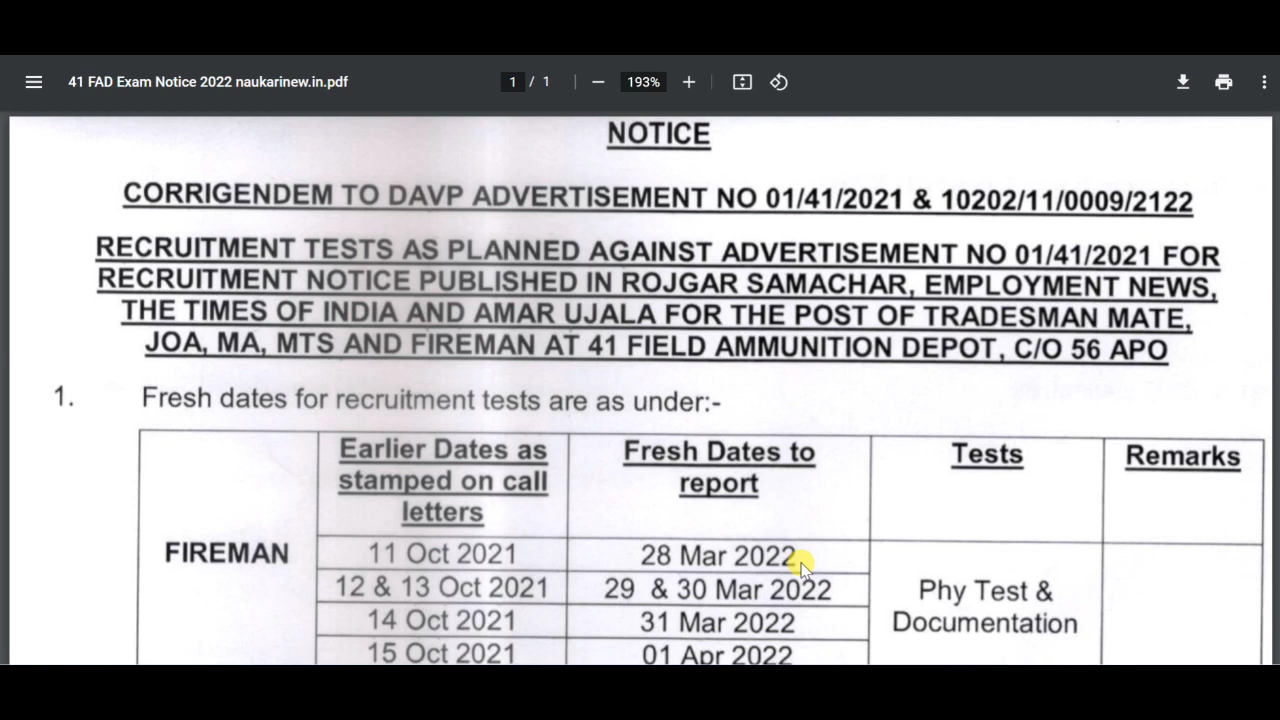 41 FAD Exam Notice 2022 naukarinew.in.pdf
1 / 1
193%
NOTICE
CORRIGENDEM TO DAVP ADVERTISEMENT NO 01/41/2021 & 10202/11/0009/2122
RECRUITMENT TESTS AS PLANNED AGAINST ADVERTISEMENT NO 01/41/2021 FOR
RECRUITMENT NOTICE PUBLISHED IN ROJGAR SAMACHAR, EMPLOYMENT NEWS,
THE TIMES OF INDIA AND AMAR UJALA FOR THE POST OF TRADESMAN MATE,
JOA, MA, MTS AND FIREMAN AT 41 FIELD AMMUNITION DEPOT, C/O 56 APO
1. Fresh dates for recruitment tests are as under:-
Earlier Dates as
stamped on call
letters
Fresh Dates to
report
Tests
Remarks
FIREMAN
11 Oct 2021
28 Mar 2022
12 & 13 Oct 2021
29 & 30 Mar 2022
14 Oct 2021
31 Mar 2022
15 Oct 2021
01 Apr 2022
Phy Test &
Documentation